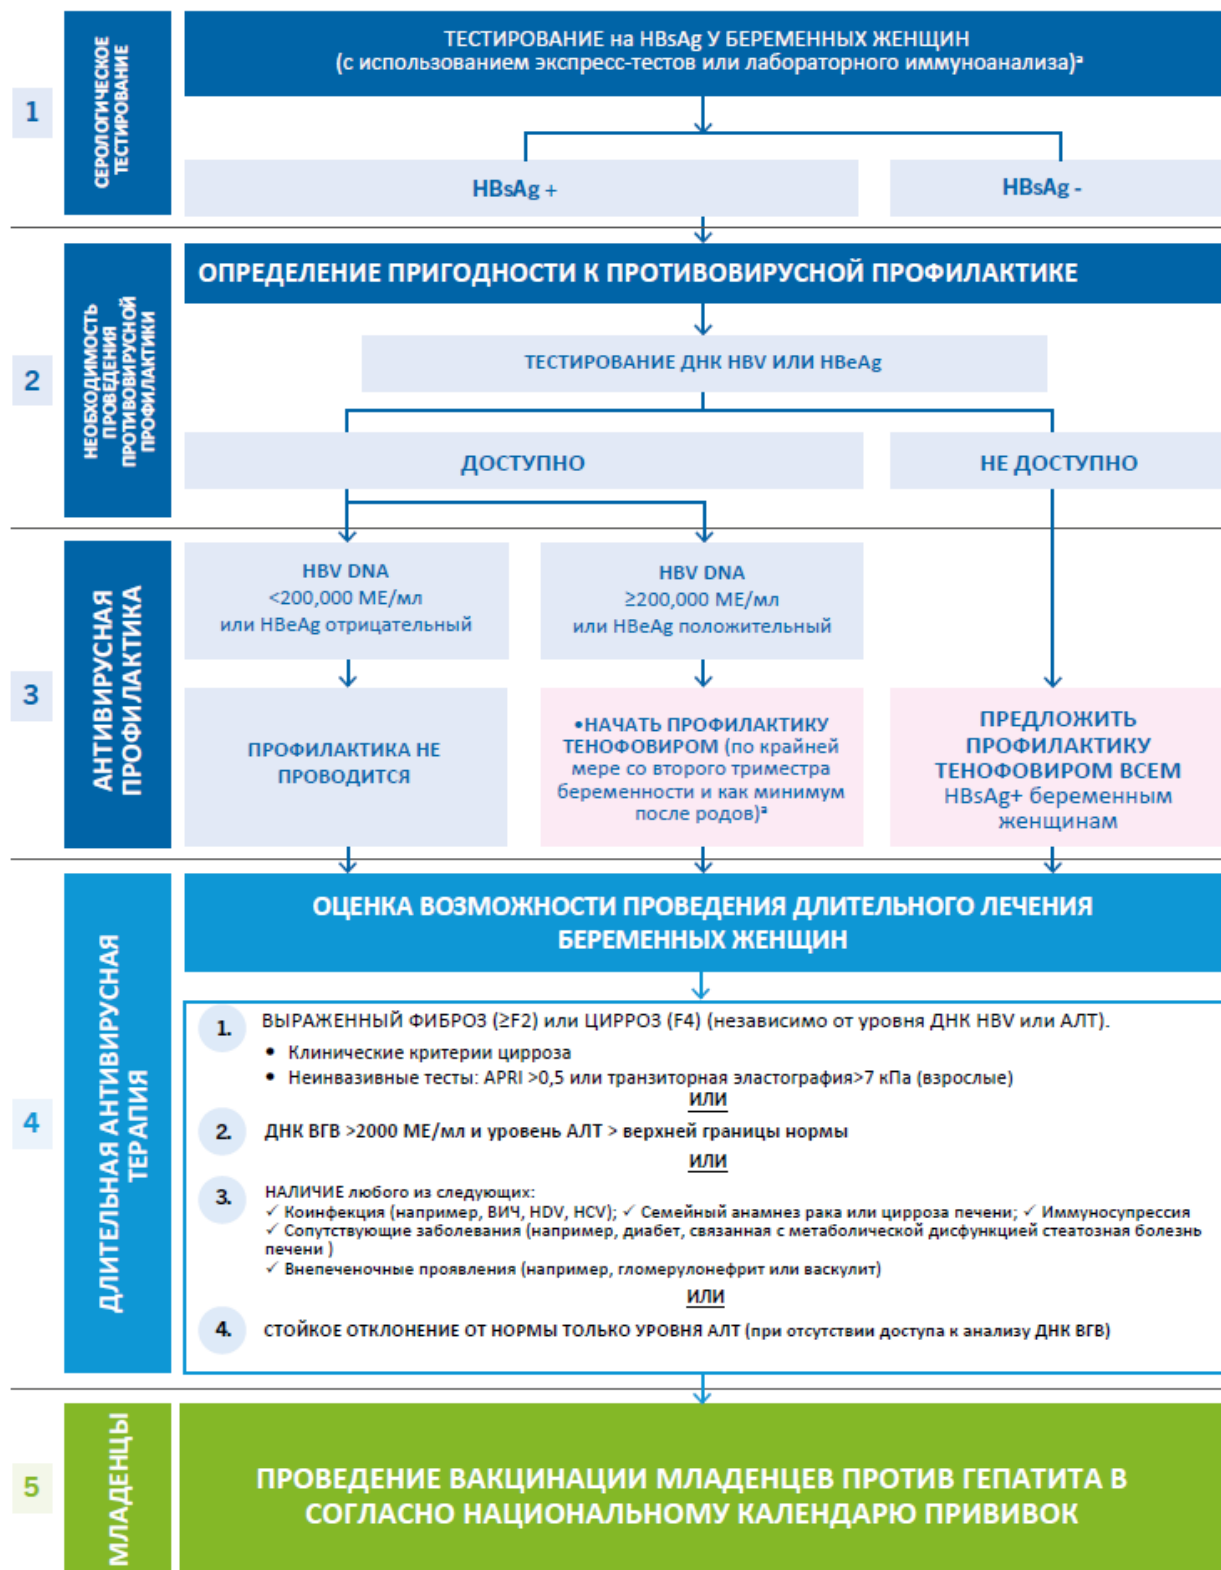 1
СЕРОЛОГИЧЕСКОЕ
ТЕСТИРОВАНИЕ
ТЕСТИРОВАНИЕ на HBsAg У БЕРЕМЕННЫХ ЖЕНЩИН
(с использованием экспресс-тестов или лабораторного иммуноанализа)ᵃ
HBsAg +
HBsAg -
2
НЕОБХОДИМОСТЬ
ПРОВЕДЕНИЯ
ПРОТИВОВИРУСНОЙ
ПРОФИЛАКТИКИ
ОПРЕДЕЛЕНИЕ ПРИГОДНОСТИ К ПРОТИВОВИРУСНОЙ ПРОФИЛАКТИКЕ
ТЕСТИРОВАНИЕ ДНК HBV ИЛИ HBeAg
ДОСТУПНО
НЕ ДОСТУПНО
3
АНТИВИРУСНАЯ
ПРОФИЛАКТИКА
HBV DNA
<200,000 МЕ/мл
или HBeAg отрицательный
HBV DNA
≥200,000 МЕ/мл
или HBeAg положительный
ПРОФИЛАКТИКА НЕ
ПРОВОДИТСЯ
•НАЧАТЬ ПРОФИЛАКТИКУ
ТЕНОФОВИРОМ (по крайней
мере со второго триместра
беременности и как минимум
после родов)ᵃ
ПРЕДЛОЖИТЬ
ПРОФИЛАКТИКУ
ТЕНОФОВИРОМ ВСЕМ
HBsAg+ беременным
женщинам
4
ДЛИТЕЛЬНАЯ АНТИВИРУСНАЯ
ТЕРАПИЯ
ОЦЕНКА ВОЗМОЖНОСТИ ПРОВЕДЕНИЯ ДЛИТЕЛЬНОГО ЛЕЧЕНИЯ
БЕРЕМЕННЫХ ЖЕНЩИН
1. ВЫРАЖЕННЫЙ ФИБРОЗ (≥F2) или ЦИРРОЗ (F4) (независимо от уровня ДНК HBV или АЛТ).
• Клинические критерии цирроза
• Неинвазивные тесты: APRI >0,5 или транзиторная эластография>7 кПа (взрослые)
ИЛИ
2. ДНК ВГВ >2000 МЕ/мл и уровень АЛТ > верхней границы нормы
ИЛИ
3. НАЛИЧИЕ любого из следующих:
✓ Коинфекция (например, ВИЧ, HDV, HCV); ✓ Семейный анамнез рака или цирроза печени; ✓ Иммуносупрессия
✓ Сопутствующие заболевания (например, диабет, связанная с метаболической дисфункцией стеатозная болезнь
печени )
✓ Внепеченочные проявления (например, гломерулонефрит или васкулит)
ИЛИ
4. СТОЙКОЕ ОТКЛОНЕНИЕ ОТ НОРМЫ ТОЛЬКО УРОВНЯ АЛТ (при отсутствии доступа к анализу ДНК ВГВ)
5
МЛАДЕНЦЫ
ПРОВЕДЕНИЕ ВАКЦИНАЦИИ МЛАДЕНЦЕВ ПРОТИВ ГЕПАТИТА В
СОГЛАСНО НАЦИОНАЛЬНОМУ КАЛЕНДАРЮ ПРИВИВОК